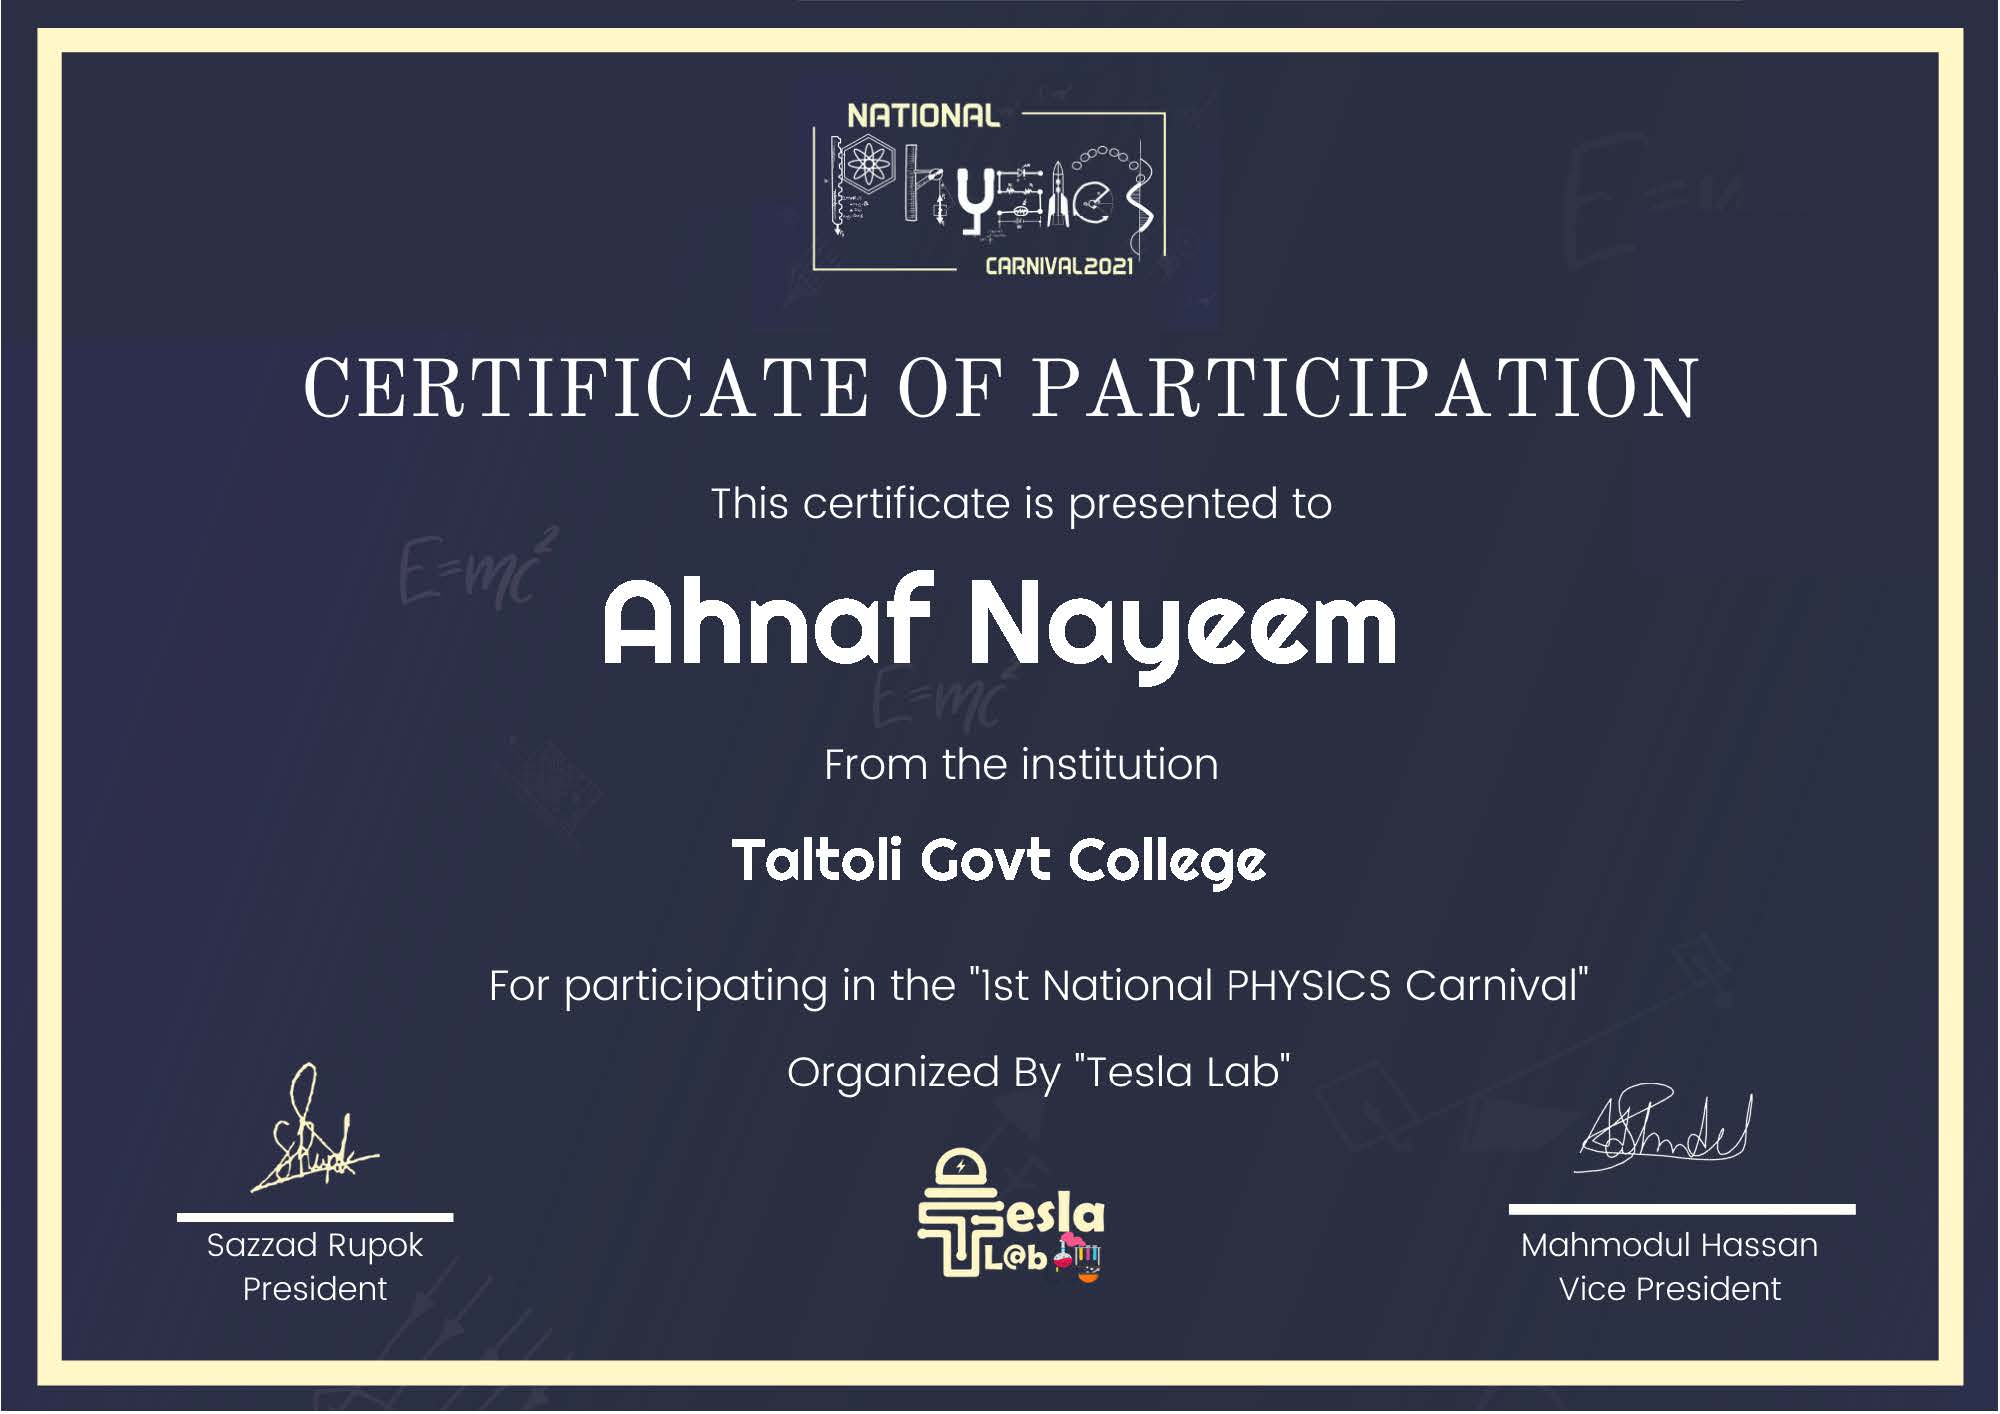 NATIONAL
PHYSICS
CARNIVAL2021
CERTIFICATE OF PARTICIPATION
This certificate is presented to
E=mc²
Ahnaf Nayeem
E=mc²
From the institution
Taltoli Govt College
For participating in the "1st National PHYSICS Carnival"
Organized By "Tesla Lab"
Tesla
L@b
Sazzad Rupok
President
Mahmodul Hassan
Vice President